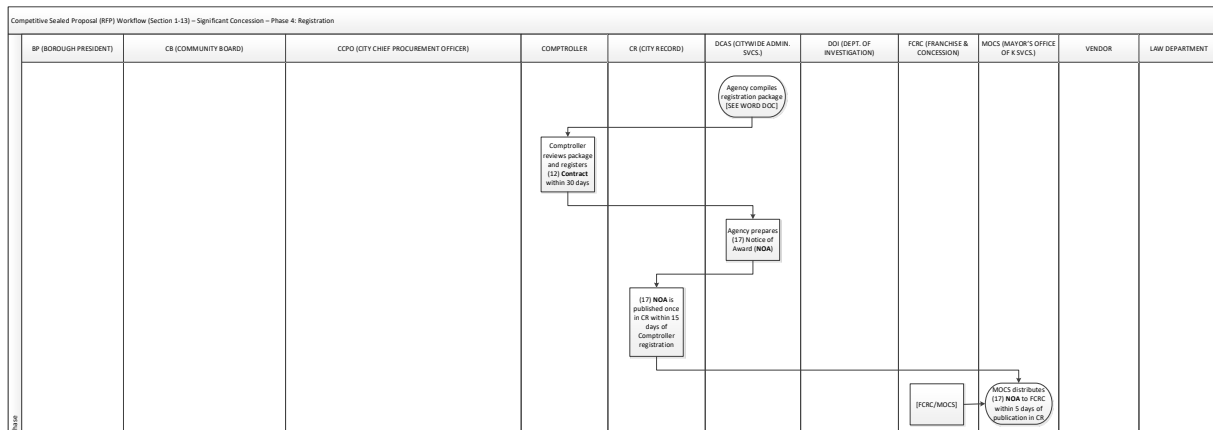 Competitive Sealed Proposal (RFP) Workflow (Section 1-13) – Significant Concession – Phase 4: Registration
BP (BOROUGH PRESIDENT)
CB (COMMUNITY BOARD)
CCPO (CITY CHIEF PROCUREMENT OFFICER)
COMPTROLLER
CR (CITY RECORD)
DCAS (CITYWIDE ADMIN.
SVCS.)
DOI (DEPT. OF
INVESTIGATION)
FCRC (FRANCHISE &
CONCESSION)
MOCS (MAYOR'S OFFICE
OF K SVCS.)
VENDOR
LAW DEPARTMENT
Agency compiles
registration package
[SEE WORD DOC]
Comptroller
reviews package
and registers
(12) Contract
within 30 days
Agency prepares
(17) Notice of
Award (NOA)
(17) NOA is
published once
in CR within 15
days of
Comptroller
registration
[FCRC/MOCS]
MOCS distributes
(17) NOA to FCRC
within 5 days of
publication in CR
hase